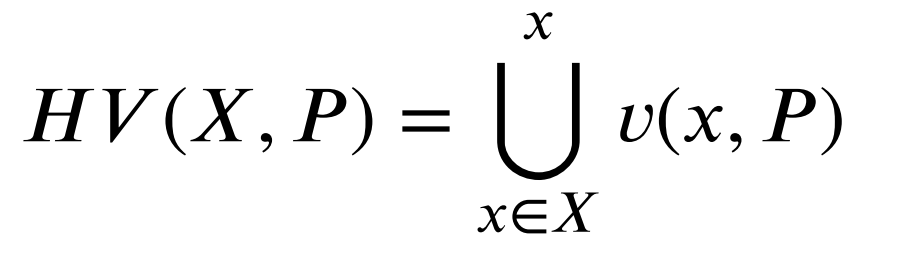 HV(X, P) = ⋃_{x∈X}^{x} v(x, P)